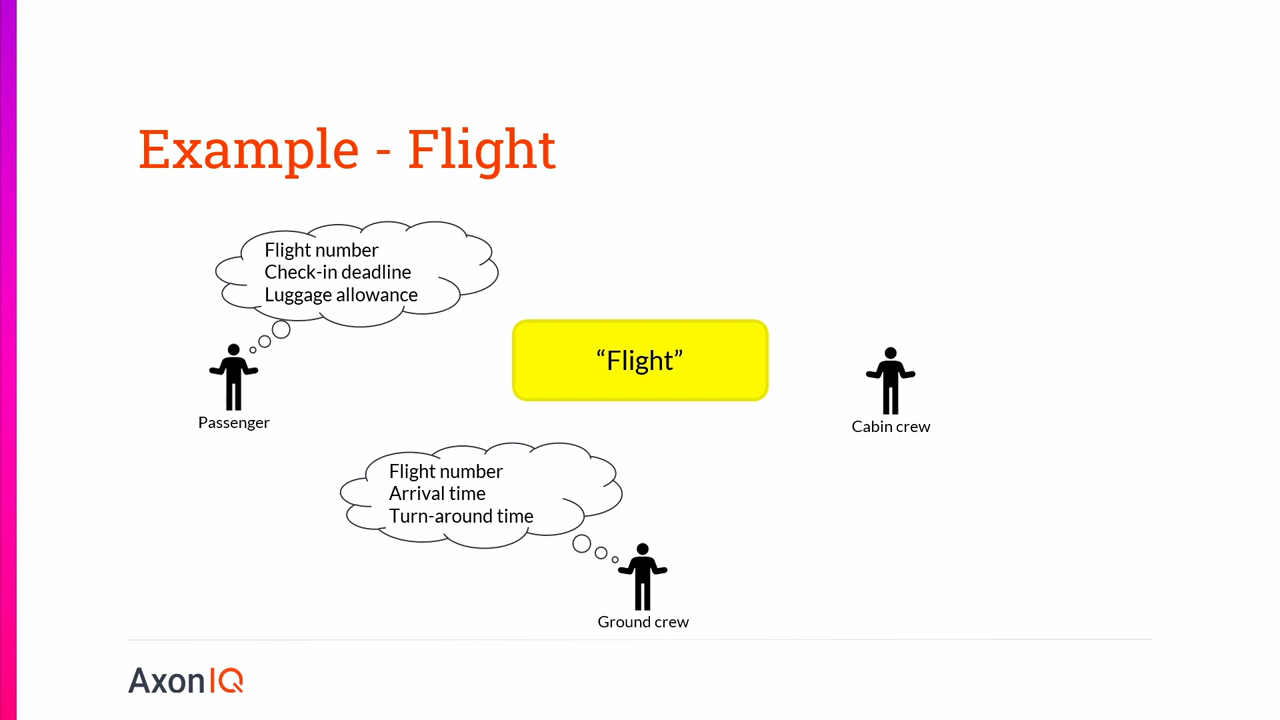 Example - Flight
Flight number
Check-in deadline
Luggage allowance
“Flight”
Passenger
Cabin crew
Flight number
Arrival time
Turn-around time
Ground crew
AxonIQ